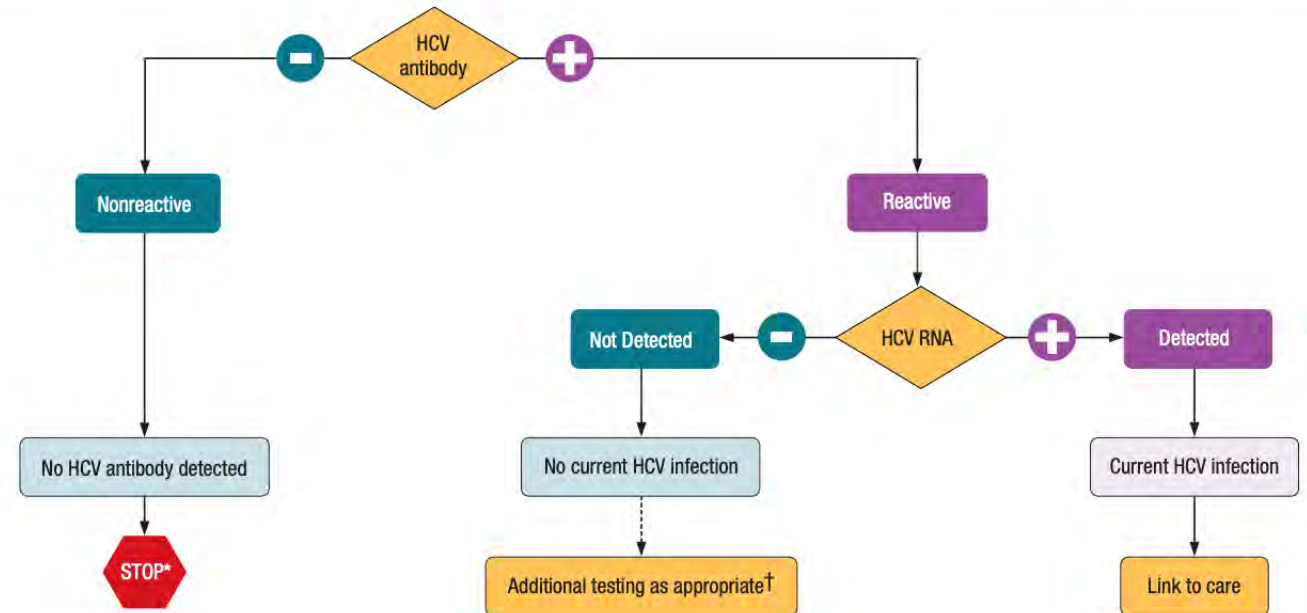 HCV
antibody
Nonreactive
Reactive
Not Detected
HCV RNA
Detected
No HCV antibody detected
No current HCV infection
Current HCV infection
STOP*
Additional testing as appropriate†
Link to care